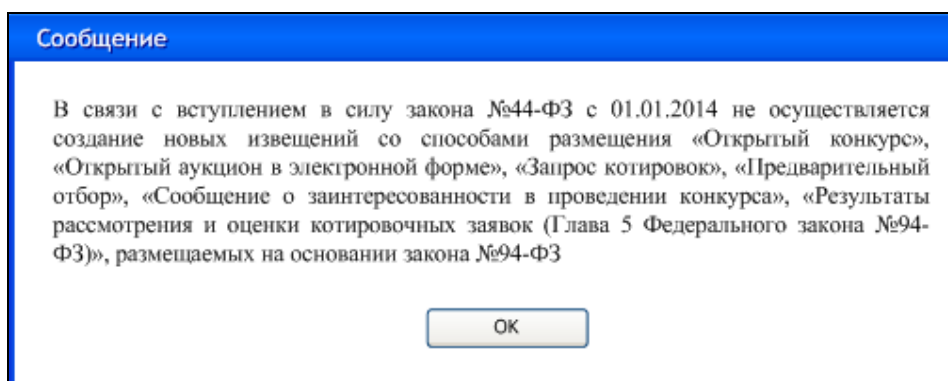 Сообщение
В связи с вступлением в силу закона №44-ФЗ с 01.01.2014 не осуществляется
создание новых извещений со способами размещения «Открытый конкурс»,
«Открытый аукцион в электронной форме», «Запрос котировок», «Предварительный
отбор», «Сообщение о заинтересованности в проведении конкурса», «Результаты
рассмотрения и оценки котировочных заявок (Глава 5 Федерального закона №94-
ФЗ)», размещаемых на основании закона №94-ФЗ
ОК